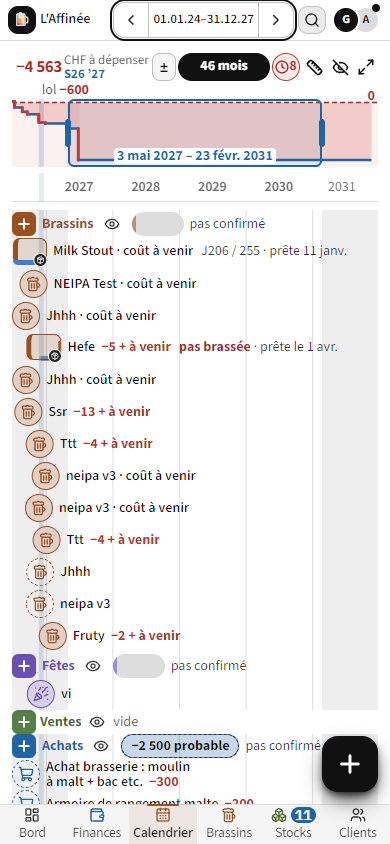 L'Affinée
01.01.24–31.12.27
G
A
−4 563 CHF à dépenser
S26 ’27
±
46 mois
8
lol −600
0
3 mai 2027 – 23 févr. 2031
2027 2028 2029 2030 2031
Brassins pas confirmé
Milk Stout · coût à venir J206 / 255 · prête 11 janv.
NEIPA Test · coût à venir
Jhhh · coût à venir
Hefe −5 + à venir pas brassée · prête le 1 avr.
Jhhh · coût à venir
Ssr −13 + à venir
Ttt −4 + à venir
neipa v3 · coût à venir
neipa v3 · coût à venir
Ttt −4 + à venir
Jhhh
neipa v3
Fruty −2 + à venir
Fêtes pas confirmé
vi
Ventes vide
Achats −2 500 probable pas confirmé
Achat brasserie : moulin
à malt + bac etc. −300
Armoire de rangement malte −200
Bord
Finances
Calendrier
Brassins
Stocks 11
Clients